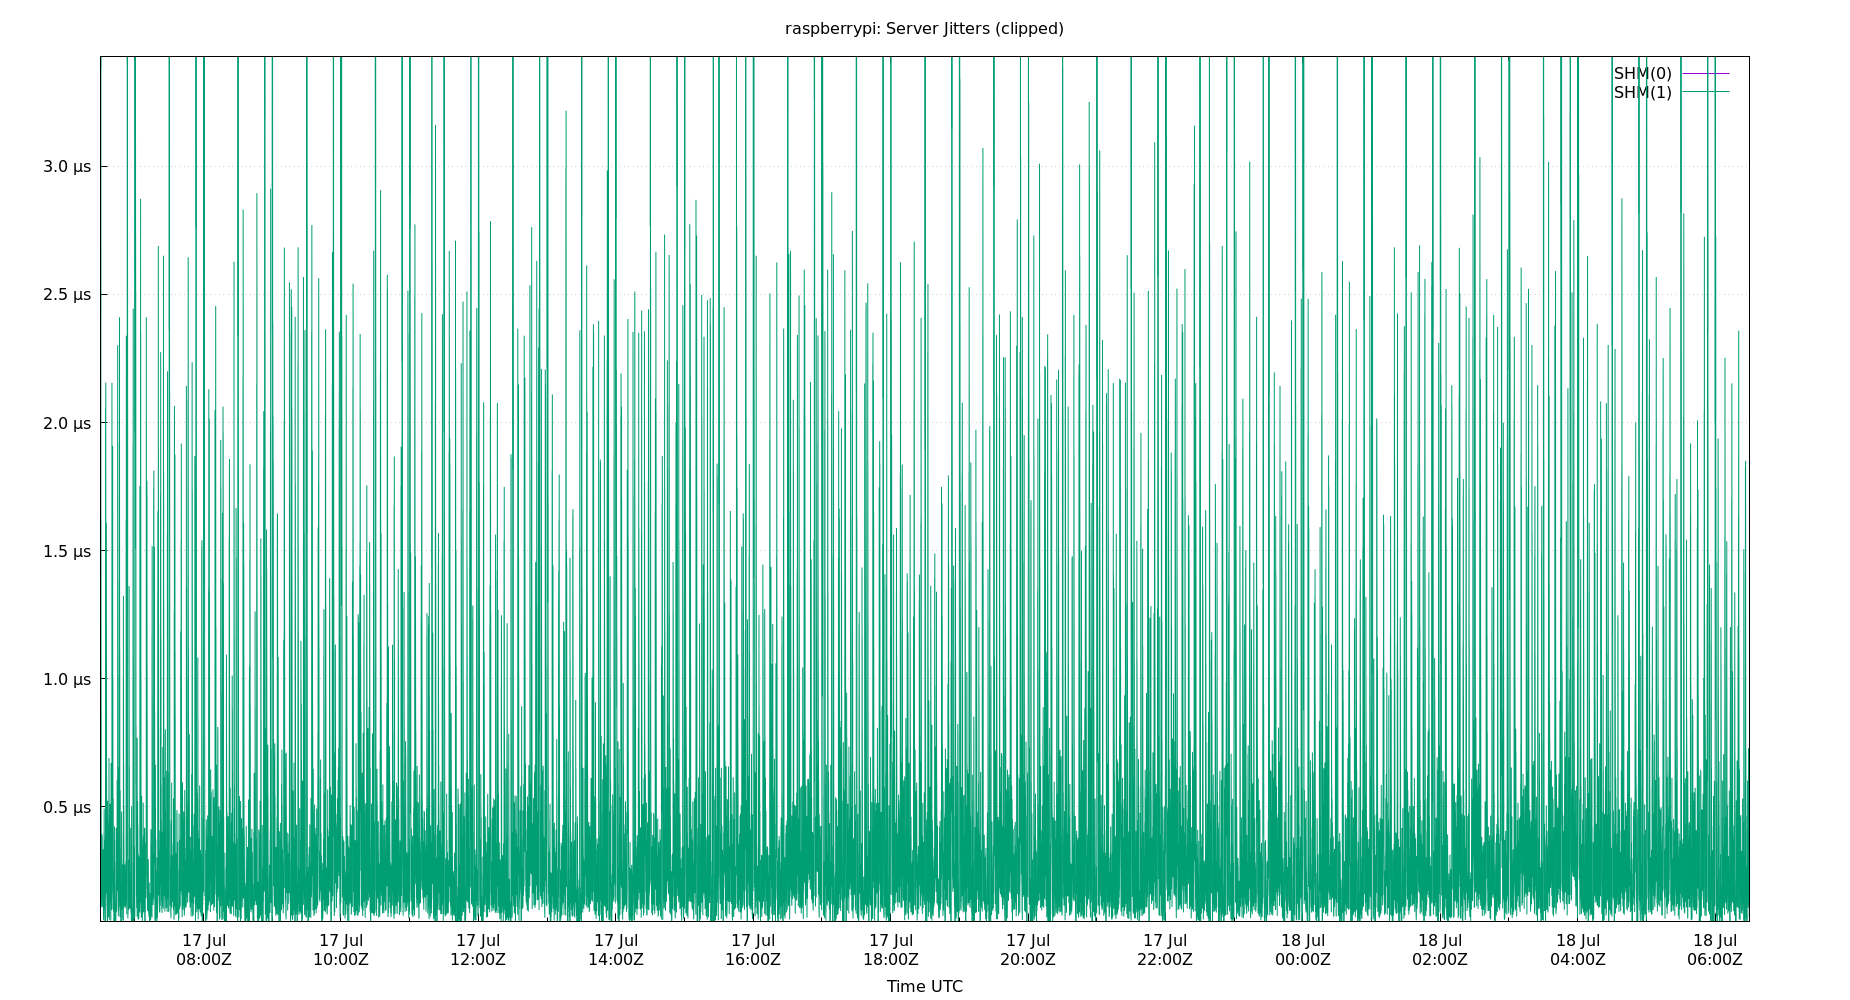 raspberrypi: Server Jitters (clipped)
SHM(0)
SHM(1)
3.0 µs
2.5 µs
2.0 µs
1.5 µs
1.0 µs
0.5 µs
17 Jul 17 Jul 17 Jul 17 Jul 17 Jul 17 Jul 17 Jul 17 Jul 18 Jul 18 Jul 18 Jul 18 Jul
08:00Z 10:00Z 12:00Z 14:00Z 16:00Z 18:00Z 20:00Z 22:00Z 00:00Z 02:00Z 04:00Z 06:00Z
Time UTC